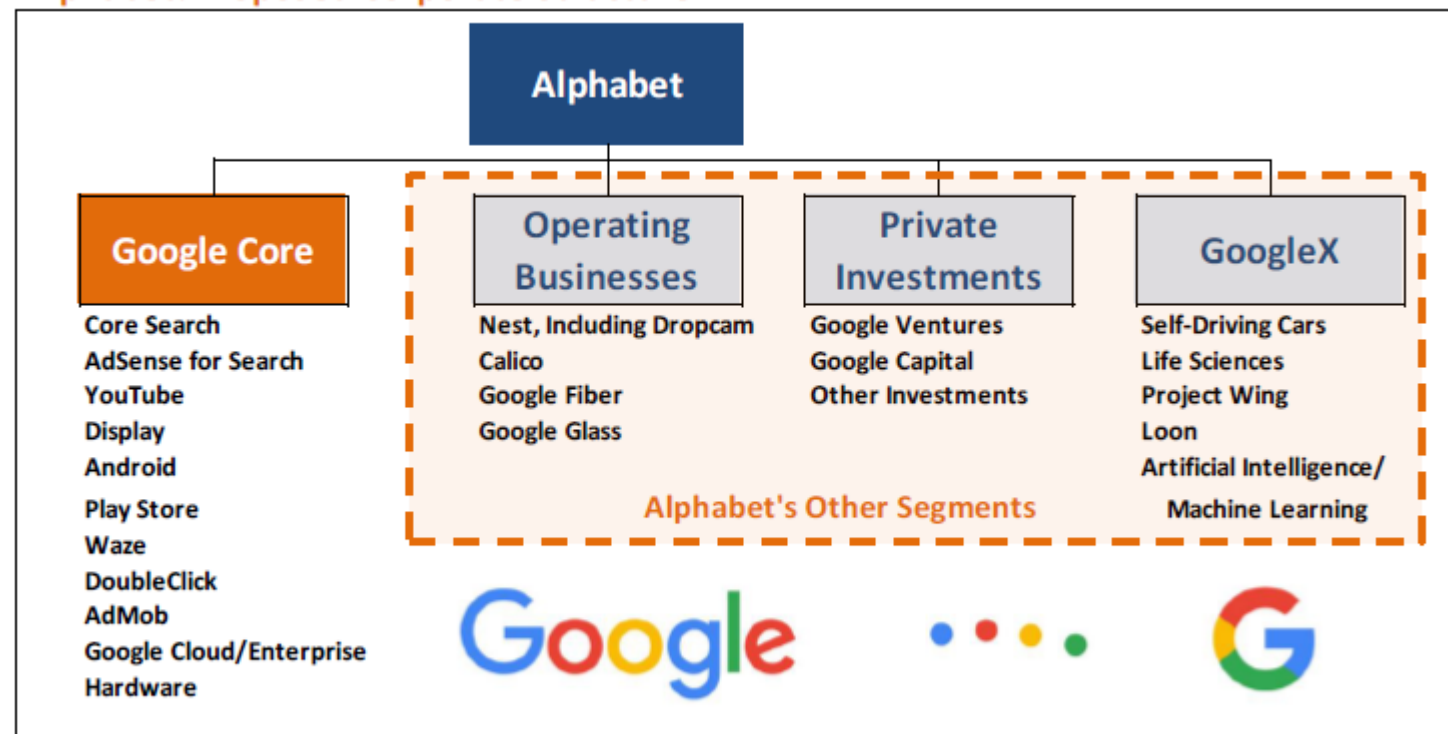 Alphabet
Google Core
Operating
Businesses
Private
Investments
GoogleX
Core Search
AdSense for Search
YouTube
Display
Android
Play Store
Waze
DoubleClick
AdMob
Google Cloud/Enterprise
Hardware
Nest, Including Dropcam
Calico
Google Fiber
Google Glass
Google Ventures
Google Capital
Other Investments
Self-Driving Cars
Life Sciences
Project Wing
Loon
Artificial Intelligence/
Machine Learning
Alphabet's Other Segments
Google
G